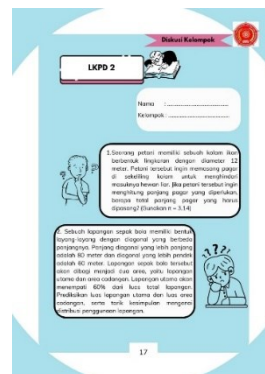 Diskusi Kelompok
LKPD 2
Nama : ..............................
Kelompok : ..............................
1. Seorang petani memiliki sebuah kolam ikan
berbentuk lingkaran dengan diameter 12
meter. Petani tersebut ingin memasang pagar
di sekeliling kolam untuk menghindari
masuknya hewan liar. Jika petani tersebut ingin
menghitung panjang pagar yang diperlukan,
berapa total panjang pagar yang harus
dipasang? (Gunakan π = 3.14)
2. Sebuah lapangan sepak bola memiliki bentuk
layang-layang dengan diagonal yang berbeda
panjangnya. Panjang diagonal yang lebih panjang
adalah 80 meter dan diagonal yang lebih pendek
adalah 60 meter. Lapangan sepak bola tersebut
akan dibagi menjadi dua area, yaitu lapangan
utama dan area cadangan. Lapangan utama akan
menempati 60% dari luas total lapangan.
Prediksikan luas lapangan utama dan luas area
cadangan, serta tarik kesimpulan mengenai
distribusi penggunaan lapangan.
17